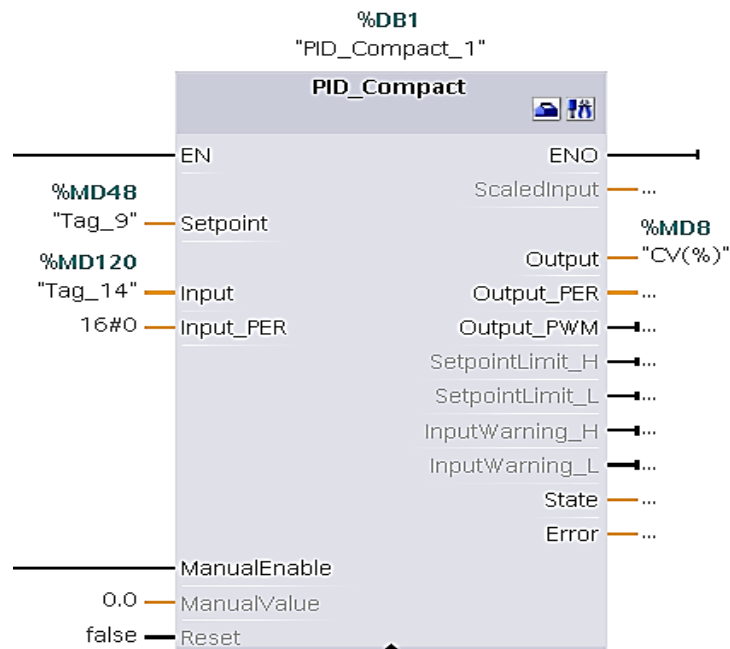 %DB1
"PID_Compact_1"
PID_Compact
EN ENO
ScaledInput ...
%MD48
"Tag_9" Setpoint
%MD8
Output "CV(%)"
%MD120
"Tag_14" Input Output_PER ...
16#0 Input_PER Output_PWM ...
SetpointLimit_H ...
SetpointLimit_L ...
InputWarning_H ...
InputWarning_L ...
State ...
Error ...
ManualEnable
0.0 ManualValue
false Reset